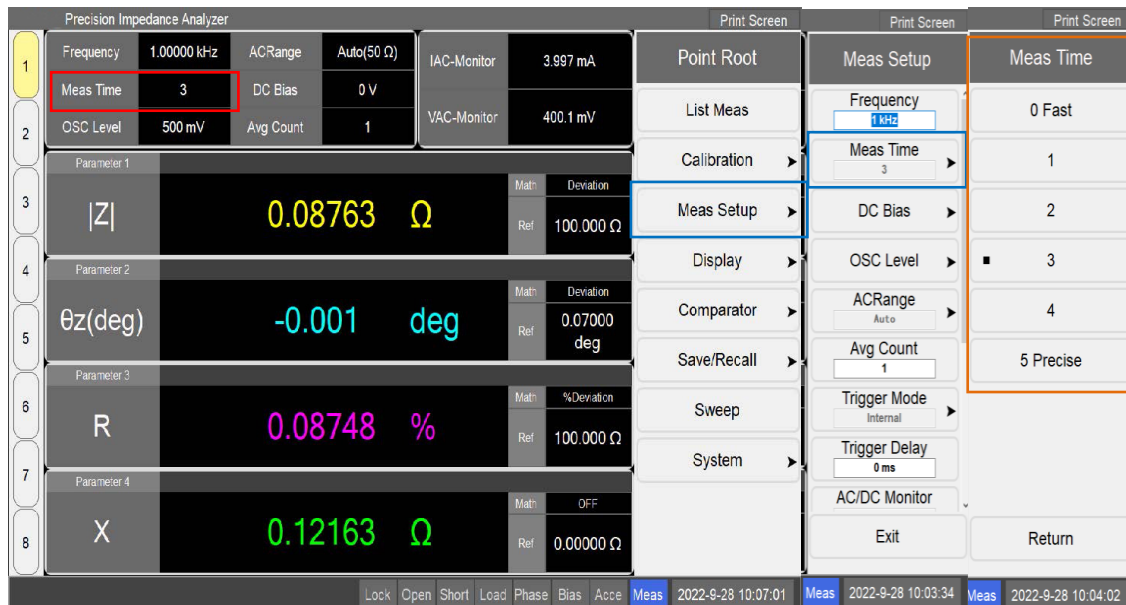 Precision Impedance Analyzer
Print Screen
Print Screen
Print Screen
1
2
3
4
5
6
7
8
Frequency 1.00000 kHz ACRange Auto(50 Ω) IAC-Monitor 3.997 mA
Meas Time 3 DC Bias 0 V
OSC Level 500 mV Avg Count 1 VAC-Monitor 400.1 mV
Parameter 1
|Z| 0.08763 Ω
Math Deviation
Ref 100.000 Ω
Parameter 2
θz(deg) -0.001 deg
Math Deviation
Ref 0.07000 deg
Parameter 3
R 0.08748 %
Math %Deviation
Ref 100.000 Ω
Parameter 4
X 0.12163 Ω
Math OFF
Ref 0.00000 Ω
Lock Open Short Load Phase Bias Acce Meas 2022-9-28 10:07:01
Point Root
List Meas
Calibration
Meas Setup
Display
Comparator
Save/Recall
Sweep
System
Meas Setup
Frequency
1 kHz
Meas Time
3
DC Bias
OSC Level
ACRange
Auto
Avg Count
1
Trigger Mode
Internal
Trigger Delay
0 ms
AC/DC Monitor
Exit
Meas 2022-9-28 10:03:34
Meas Time
0 Fast
1
2
3
4
5 Precise
Return
Meas 2022-9-28 10:04:02